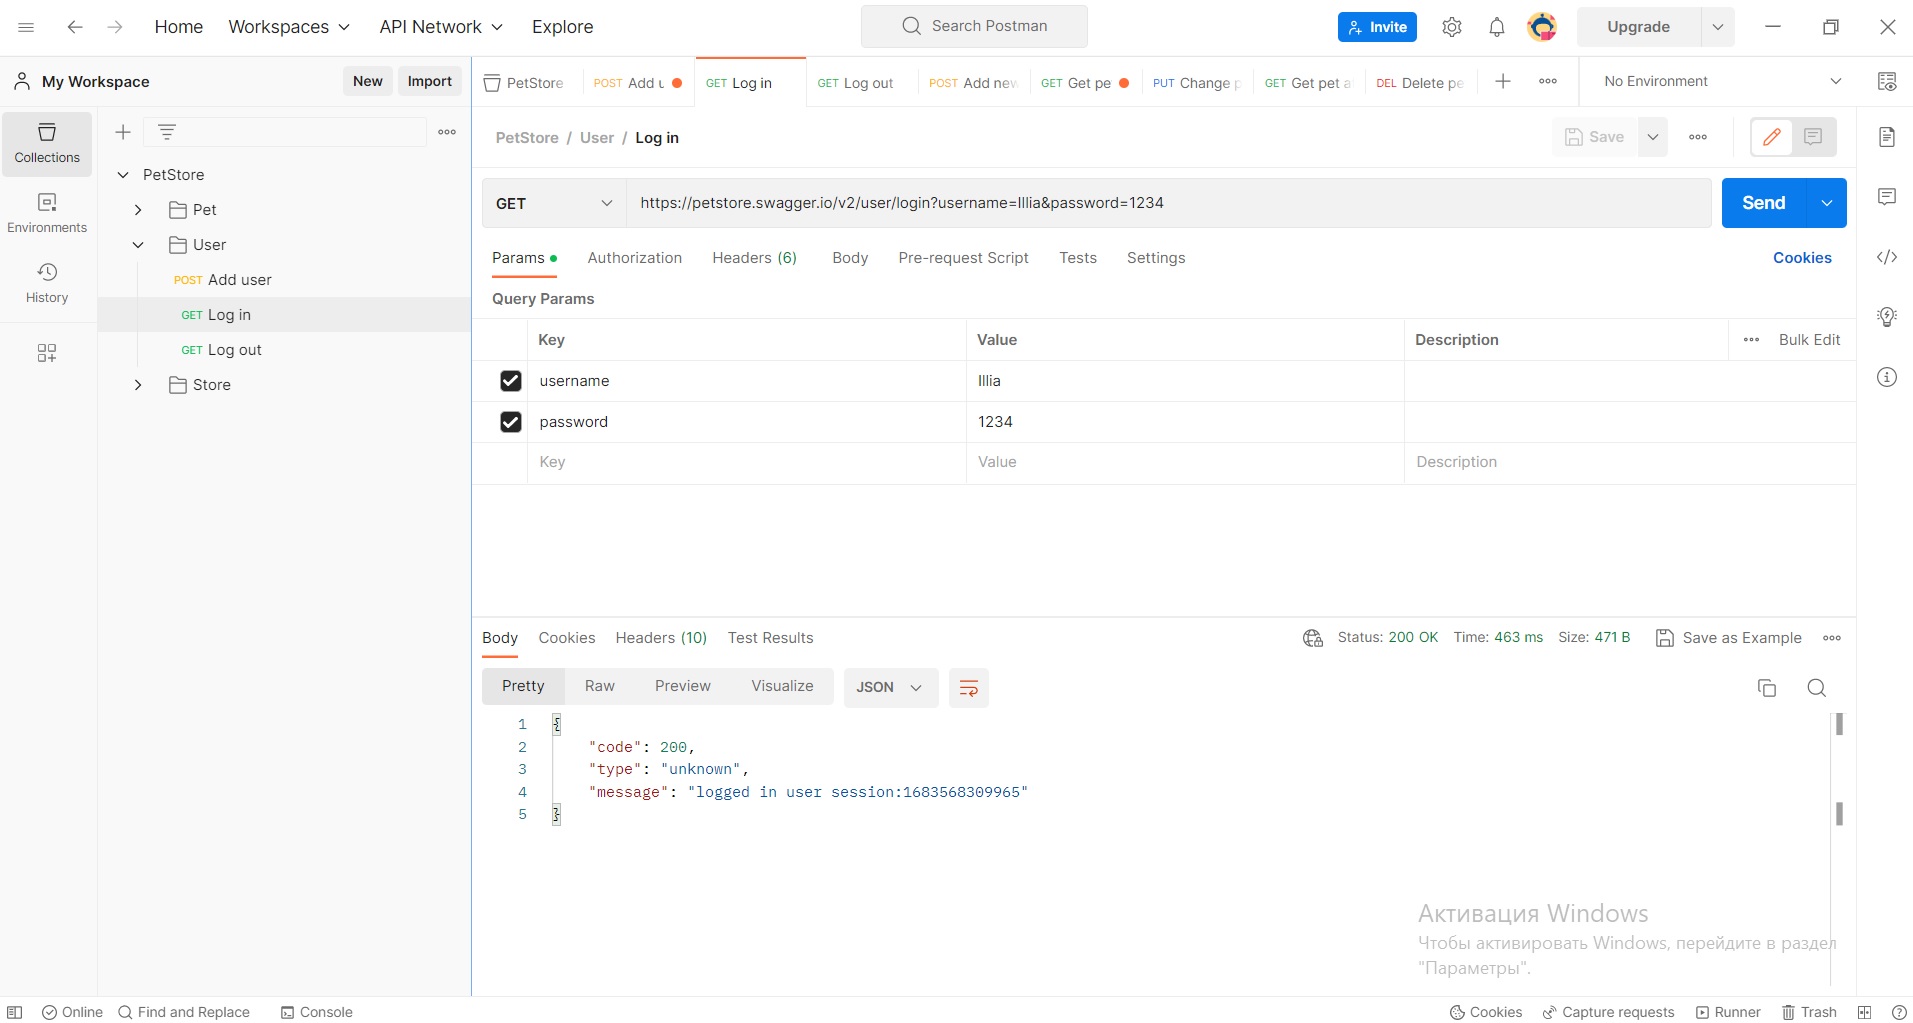 Home Workspaces API Network Explore Search Postman Invite Upgrade
My Workspace New Import
PetStore POST Add u GET Log in GET Log out POST Add new GET Get pe PUT Change p GET Get pet a DEL Delete pe No Environment
Collections
Environments
History
PetStore
Pet
User
POST Add user
GET Log in
GET Log out
Store
PetStore / User / Log in Save
GET https://petstore.swagger.io/v2/user/login?username=Illia&password=1234 Send
Params Authorization Headers (6) Body Pre-request Script Tests Settings Cookies
Query Params
Key Value Description Bulk Edit
username Illia
password 1234
Key Value Description
Body Cookies Headers (10) Test Results Status: 200 OK Time: 463 ms Size: 471 B Save as Example
Pretty Raw Preview Visualize JSON
1 {
2 "code": 200,
3 "type": "unknown",
4 "message": "logged in user session:1683568309965"
5 }
Активация Windows
Чтобы активировать Windows, перейдите в раздел
"Параметры".
Online Find and Replace Console Cookies Capture requests Runner Trash